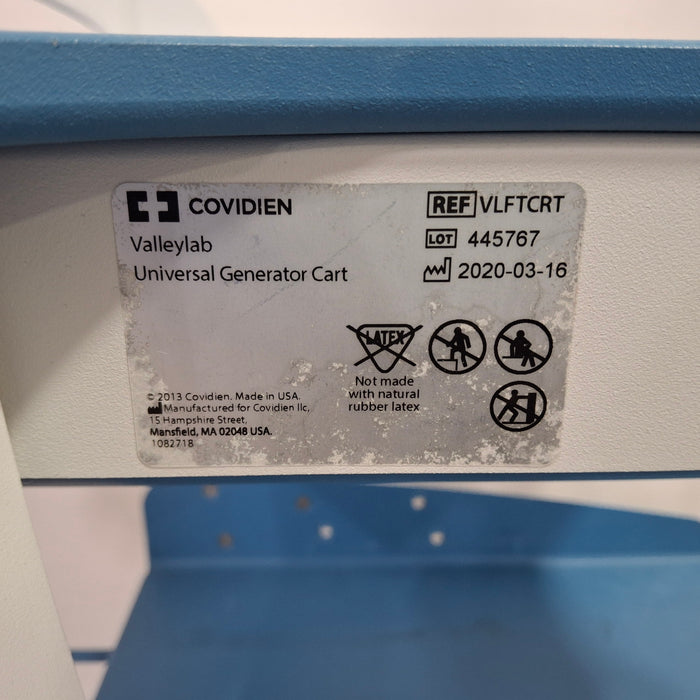 COVIDIEN
REF VLFTCRT
Valleylab
LOT 445767
Universal Generator Cart
2020-03-16
LATEX
Not made
with natural
rubber latex
© 2013 Covidien. Made in USA.
Manufactured for Covidien llc,
15 Hampshire Street,
Mansfield, MA 02048 USA.
1082718